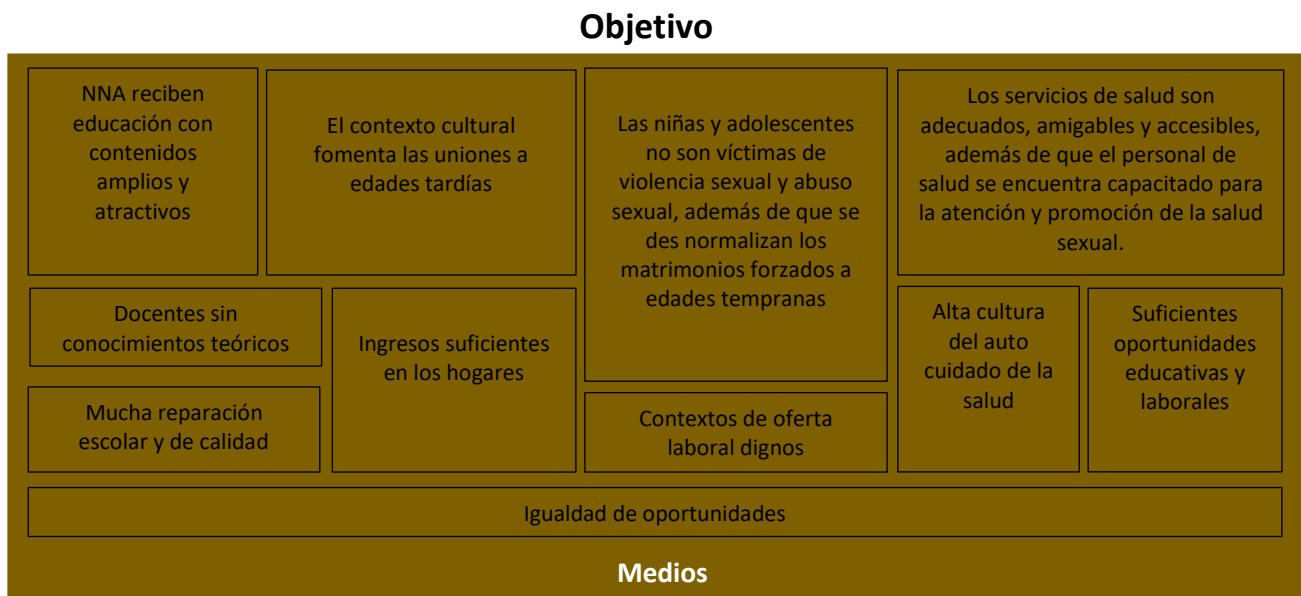 Objetivo
NNA reciben
educación con
contenidos
amplios y
atractivos
El contexto cultural
fomenta las uniones a
edades tardías
Las niñas y adolescentes
no son víctimas de
violencia sexual y abuso
sexual, además de que se
des normalizan los
matrimonios forzados a
edades tempranas
Los servicios de salud son
adecuados, amigables y accesibles,
además de que el personal de
salud se encuentra capacitado para
la atención y promoción de la salud
sexual.
Docentes sin
conocimientos teóricos
Ingresos suficientes
en los hogares
Alta cultura
del auto
cuidado de la
salud
Suficientes
oportunidades
educativas y
laborales
Mucha reparación
escolar y de calidad
Contextos de oferta
laboral dignos
Igualdad de oportunidades
Medios